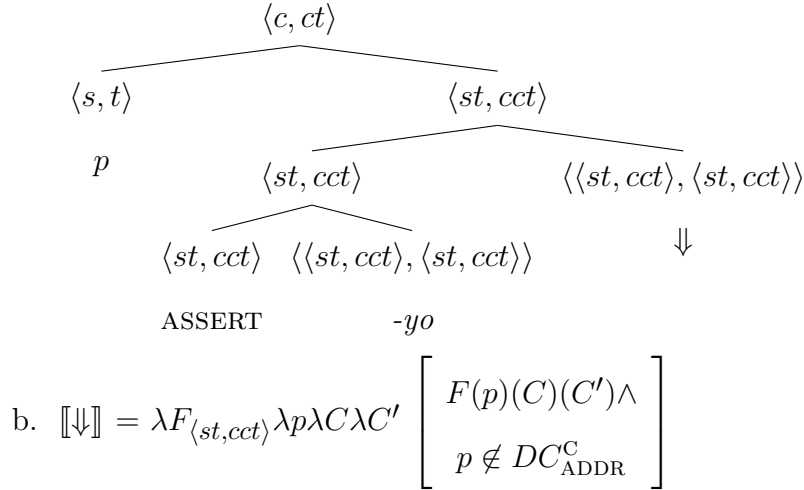 ⟨c, ct⟩
⟨s, t⟩ ⟨st, cct⟩
p ⟨st, cct⟩ ⟨⟨st, cct⟩, ⟨st, cct⟩⟩
⟨st, cct⟩ ⟨⟨st, cct⟩, ⟨st, cct⟩⟩ ⇓
ASSERT -yo
b. ⟦⇓⟧ = λF⟨st,cct⟩λpλCλC′ [ F(p)(C)(C′)∧
p ∉ DC^C_ADDR ]